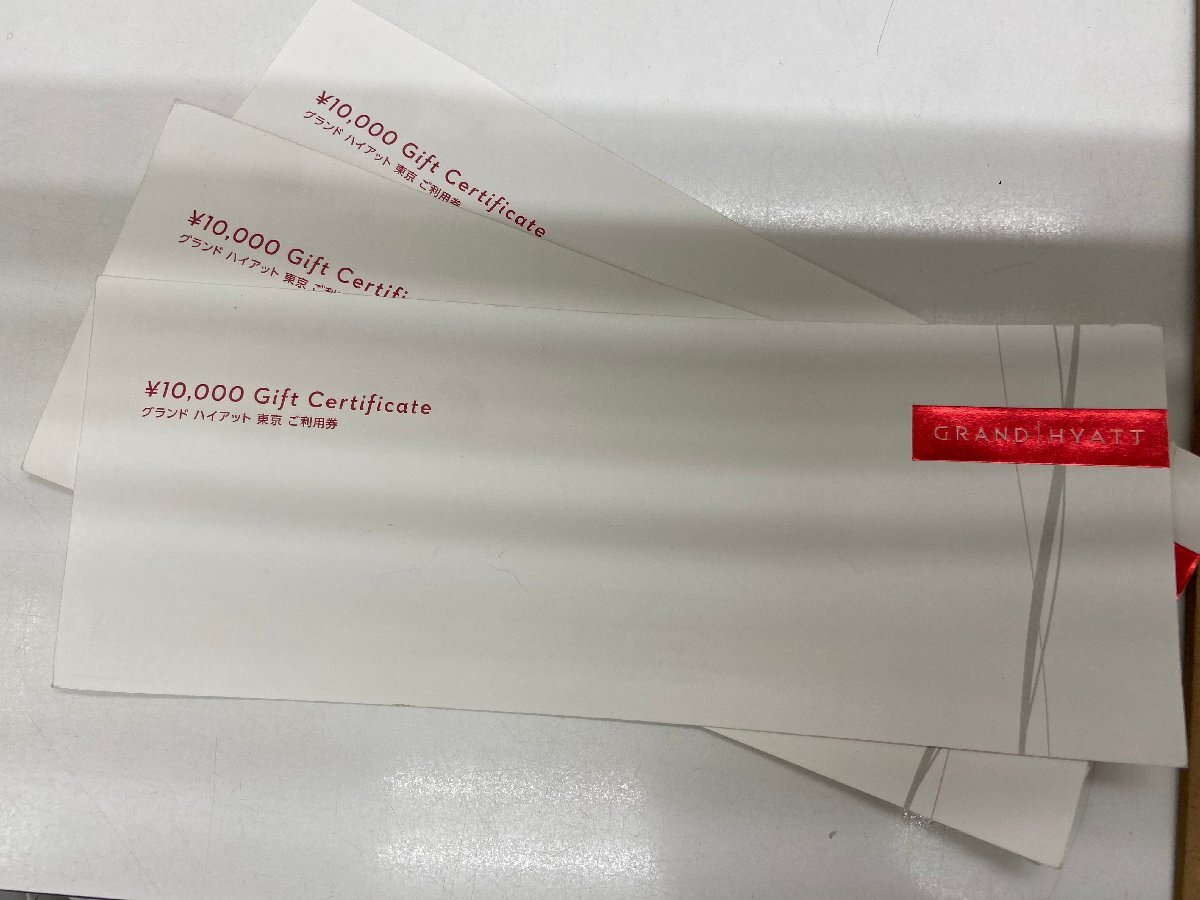 ¥10,000 Gift Certificate
グランド ハイアット 東京 ご利用券
¥10,000 Gift Certifi
グランド ハイアット 東京
¥10,000 Gift Certificate
グランド ハイアット 東京 ご利用券
GRAND|HYATT